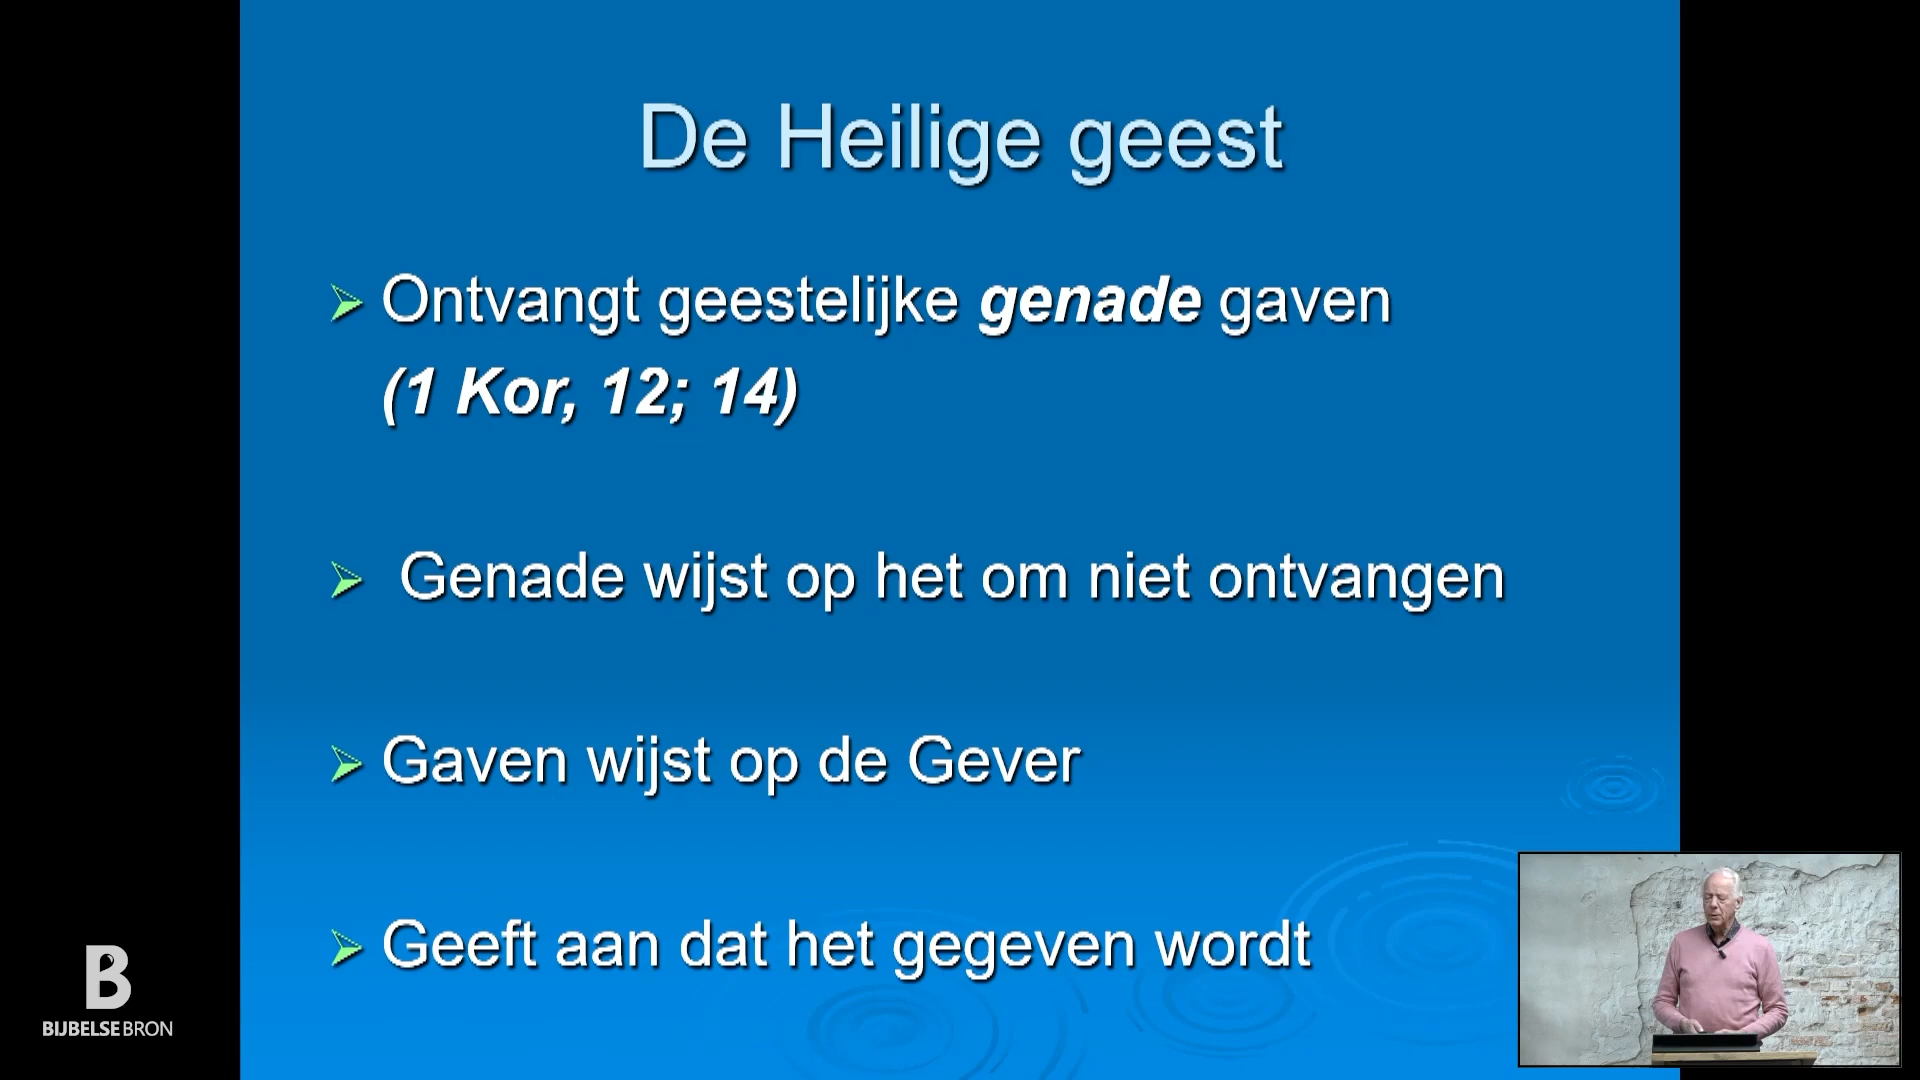 De Heilige geest
Ontvangt geestelijke genade gaven
(1 Kor, 12; 14)
Genade wijst op het om niet ontvangen
Gaven wijst op de Gever
Geeft aan dat het gegeven wordt
B
BIJBELSE BRON